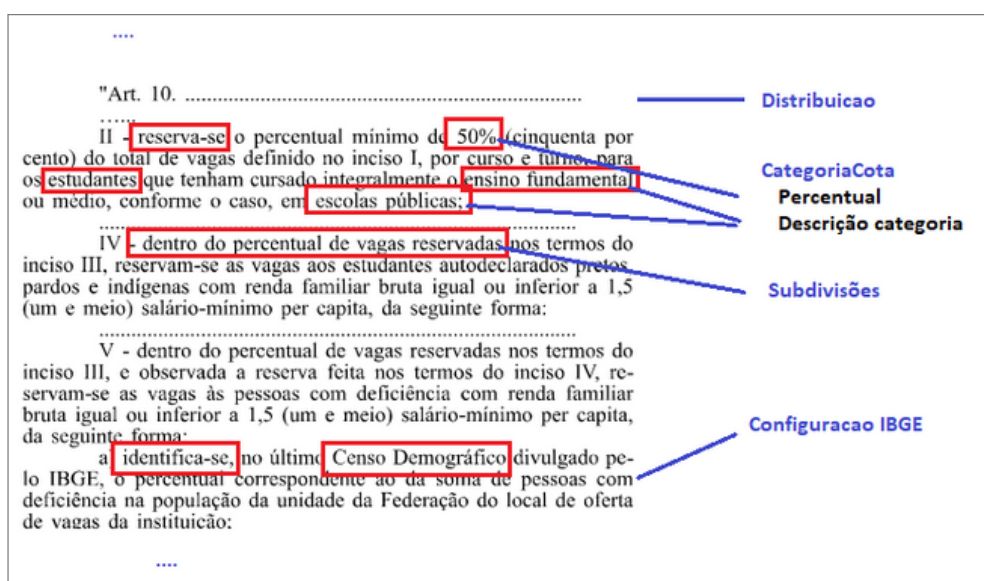 ....
"Art. 10. .................................................................. Distribuicao
......
II - reserva-se o percentual mínimo de 50% (cinquenta por
cento) do total de vagas definido no inciso I, por curso e turno, para
os estudantes que tenham cursado integralmente o ensino fundamental
ou médio, conforme o caso, em escolas públicas;
CategoriaCota
Percentual
Descrição categoria
................................................................................
IV - dentro do percentual de vagas reservadas nos termos do
inciso III, reservam-se as vagas aos estudantes autodeclarados pretos,
pardos e indígenas com renda familiar bruta igual ou inferior a 1,5
(um e meio) salário-mínimo per capita, da seguinte forma:
Subdivisões
................................................................................
V - dentro do percentual de vagas reservadas nos termos do
inciso III, e observada a reserva feita nos termos do inciso IV, re-
servam-se as vagas às pessoas com deficiência com renda familiar
bruta igual ou inferior a 1,5 (um e meio) salário-mínimo per capita,
da seguinte forma:
Configuracao IBGE
a) identifica-se, no último Censo Demográfico divulgado pe-
lo IBGE, o percentual correspondente ao da soma de pessoas com
deficiência na população da unidade da Federação do local de oferta
de vagas da instituição;
....